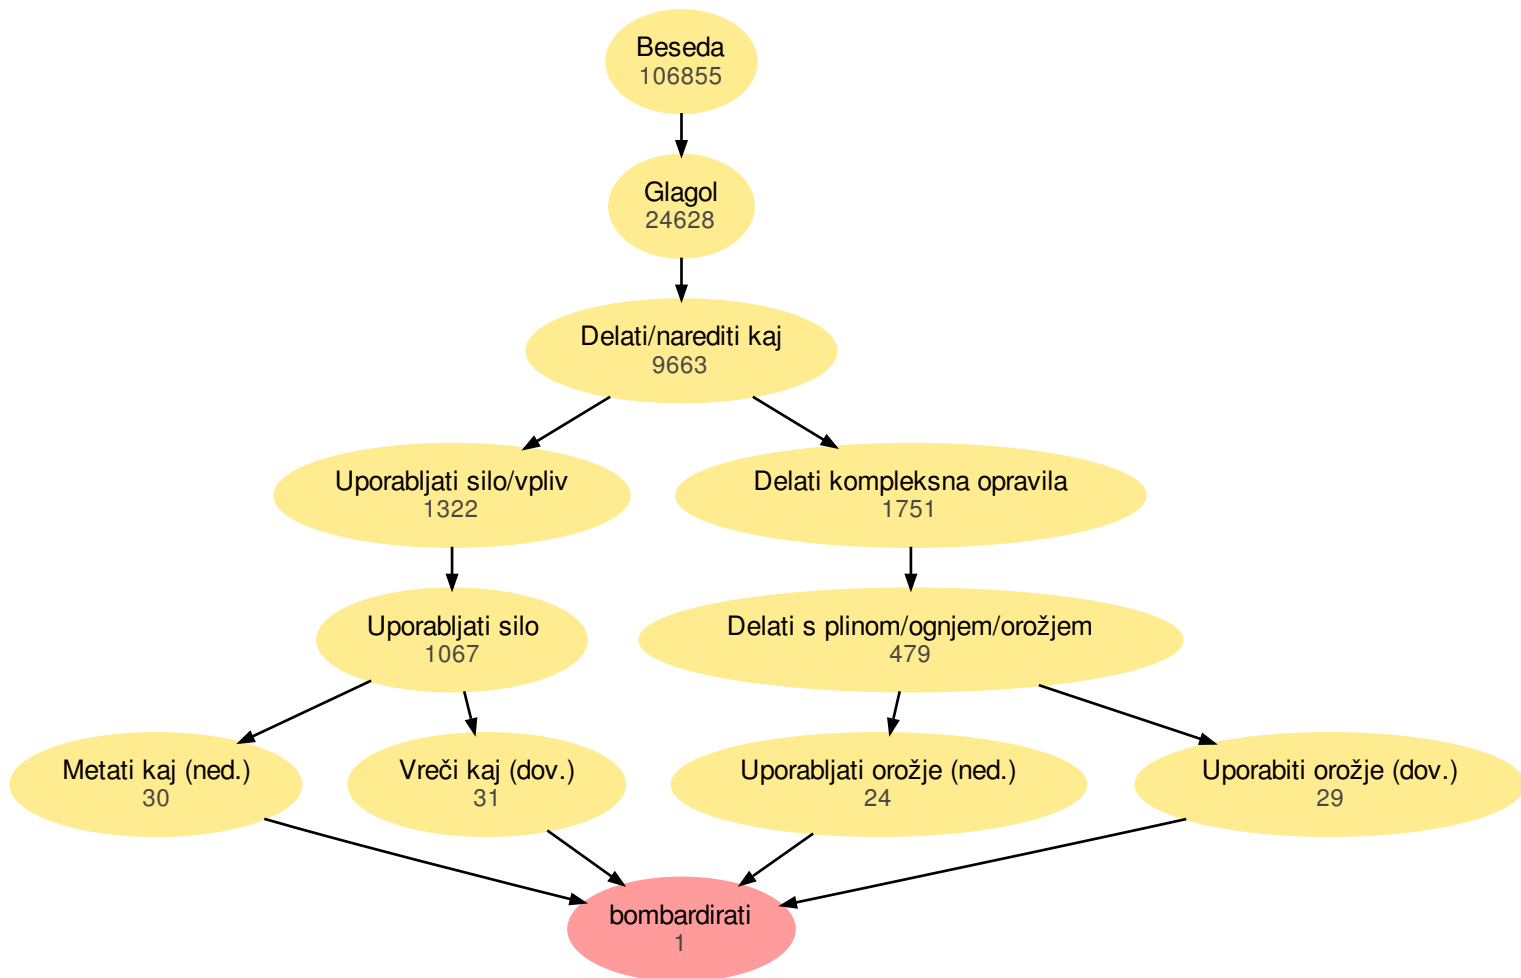 Beseda
106855
Glagol
24628
Delati/narediti kaj
9663
Uporabljati silo/vpliv
1322
Delati kompleksna opravila
1751
Uporabljati silo
1067
Delati s plinom/ognjem/orožjem
479
Metati kaj (ned.)
30
Vreči kaj (dov.)
31
Uporabljati orožje (ned.)
24
Uporabiti orožje (dov.)
29
bombardirati
1